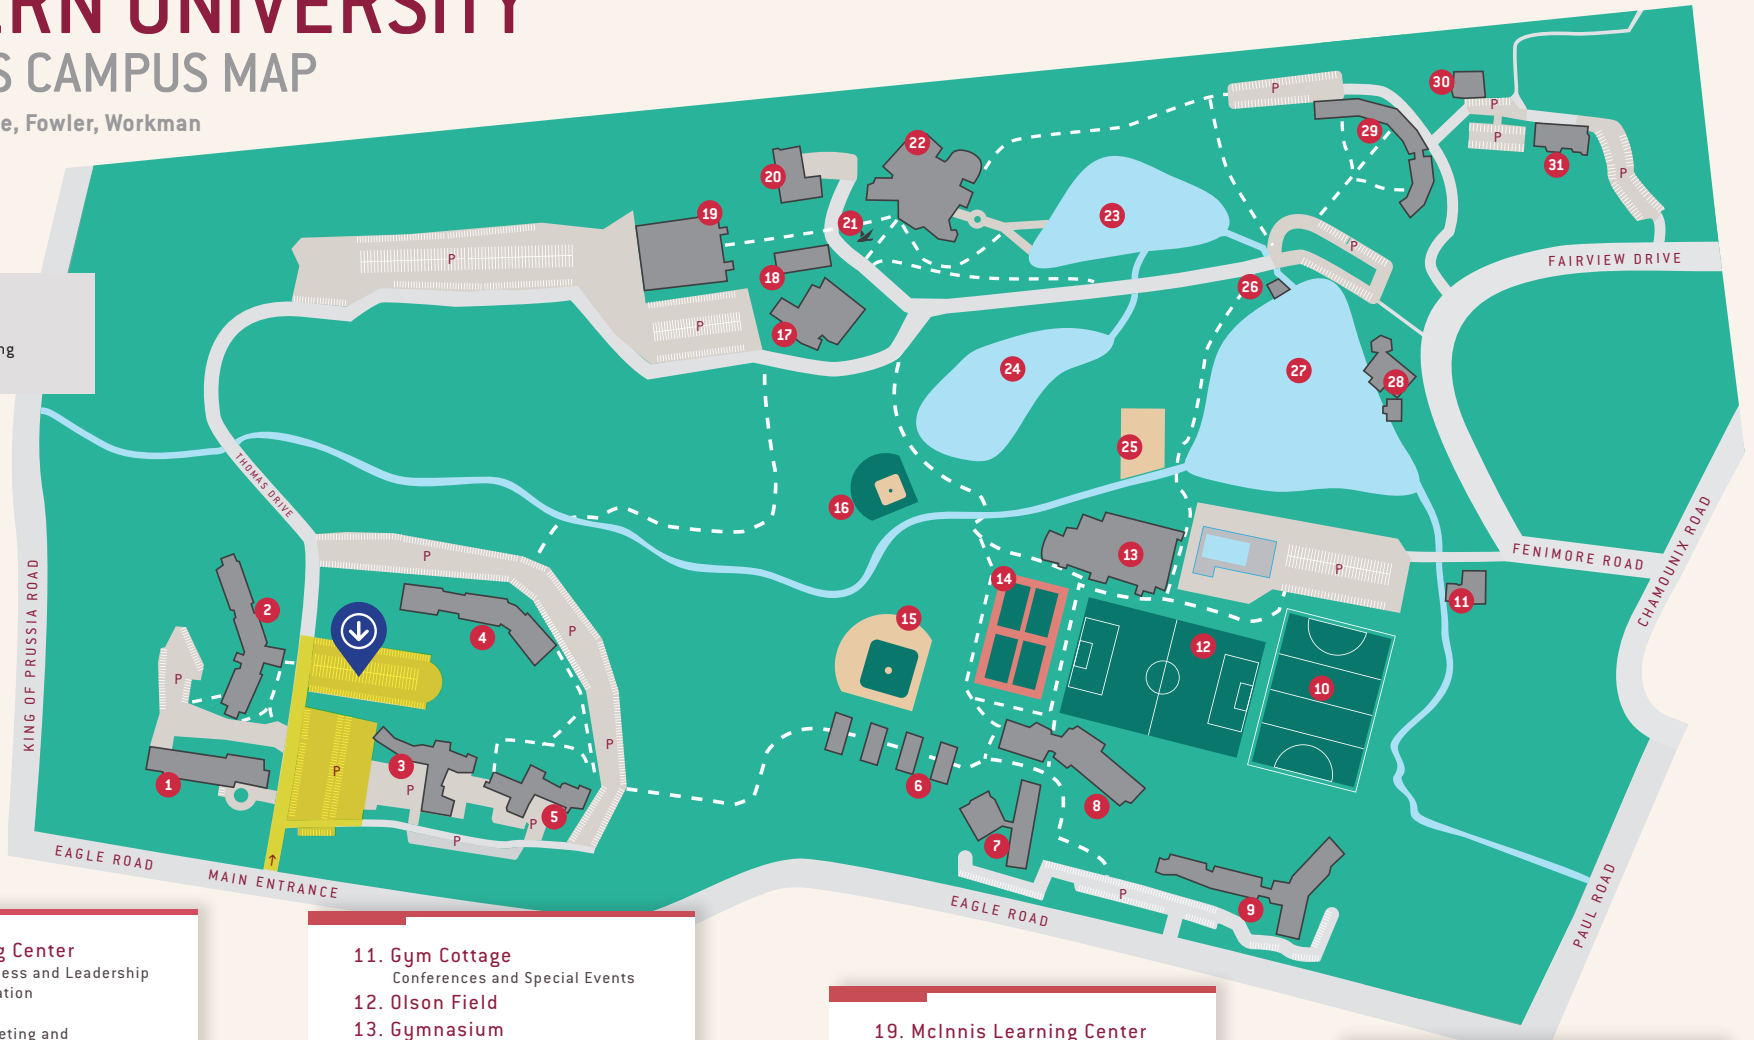 ERN UNIVERSITY
S CAMPUS MAP
e, Fowler, Workman
30
P
P
29
P
P
22
31
P
20
19
23
21
P
FAIRVIEW DRIVE
P
18
26
P
17
24
27
28
25
THOMAS DRIVE
16
CHAMOUNIX ROAD
FENIMORE ROAD
13
P
P
14
11
2
15
P
4
12
KING OF PRUSSIA ROAD
P
10
P
3
P
1
P
6
8
5
P
P
7
EAGLE ROAD
MAIN ENTRANCE
P
9
EAGLE ROAD
PAUL ROAD
ng
g Center
ess and Leadership
ation
eting and
11. Gym Cottage
Conferences and Special Events
12. Olson Field
13. Gymnasium
19. McInnis Learning Center